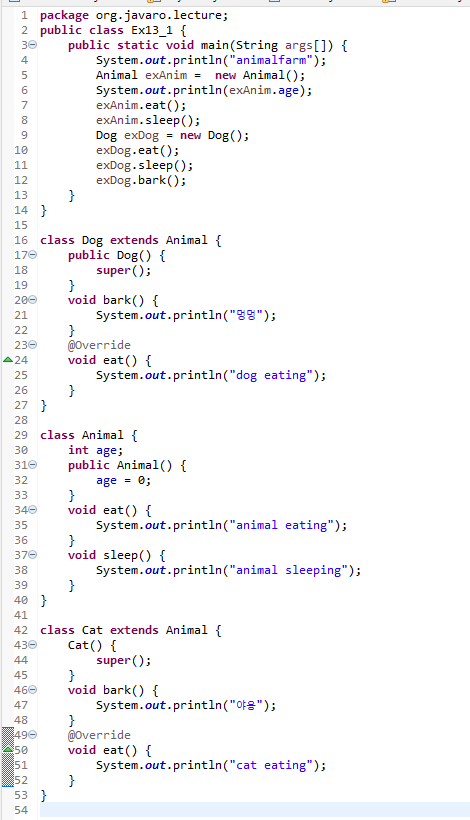 1 package org.javaro.lecture;
2 public class Ex13_1 {
3 public static void main(String args[]) {
4 System.out.println("animalfarm");
5 Animal exAnim =  new Animal();
6 System.out.println(exAnim.age);
7 exAnim.eat();
8 exAnim.sleep();
9 Dog exDog = new Dog();
10 exDog.eat();
11 exDog.sleep();
12 exDog.bark();
13 }
14 }
15
16 class Dog extends Animal {
17 public Dog() {
18 super();
19 }
20 void bark() {
21 System.out.println("멍멍");
22 }
23 @Override
24 void eat() {
25 System.out.println("dog eating");
26 }
27 }
28
29 class Animal {
30 int age;
31 public Animal() {
32 age = 0;
33 }
34 void eat() {
35 System.out.println("animal eating");
36 }
37 void sleep() {
38 System.out.println("animal sleeping");
39 }
40 }
41
42 class Cat extends Animal {
43 Cat() {
44 super();
45 }
46 void bark() {
47 System.out.println("야옹");
48 }
49 @Override
50 void eat() {
51 System.out.println("cat eating");
52 }
53 }
54